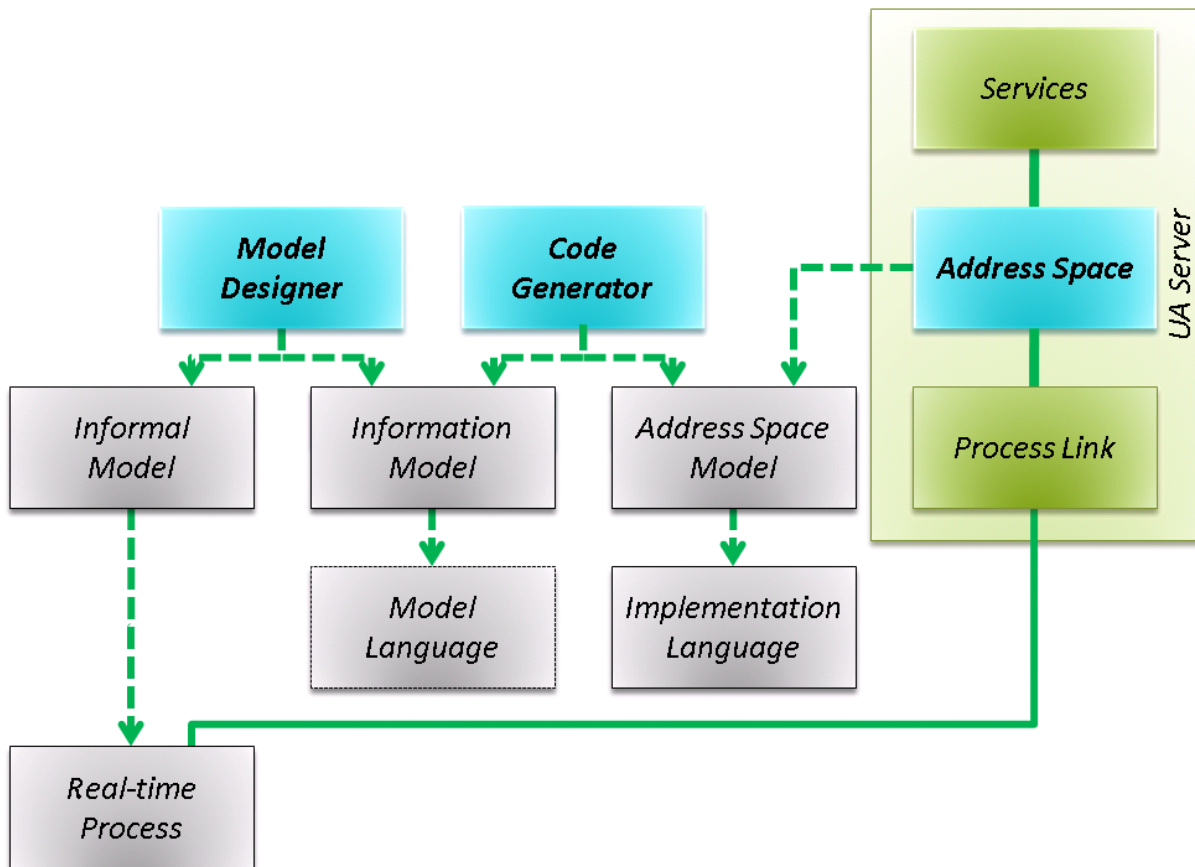 Services
Model
Designer
Code
Generator
Address Space
UA Server
Informal
Model
Information
Model
Address Space
Model
Process Link
Model
Language
Implementation
Language
Real-time
Process